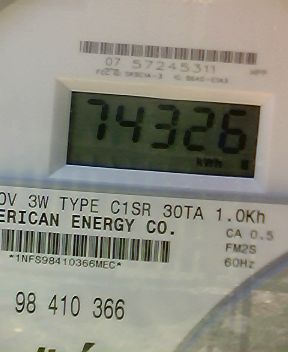 07 57245311
74326
kWh
0V 3W TYPE C1SR 30TA 1.0Kh
ERICAN ENERGY CO.
CA 0.5
FM2S
*1NFS98410366MEC*
60Hz
98 410 366